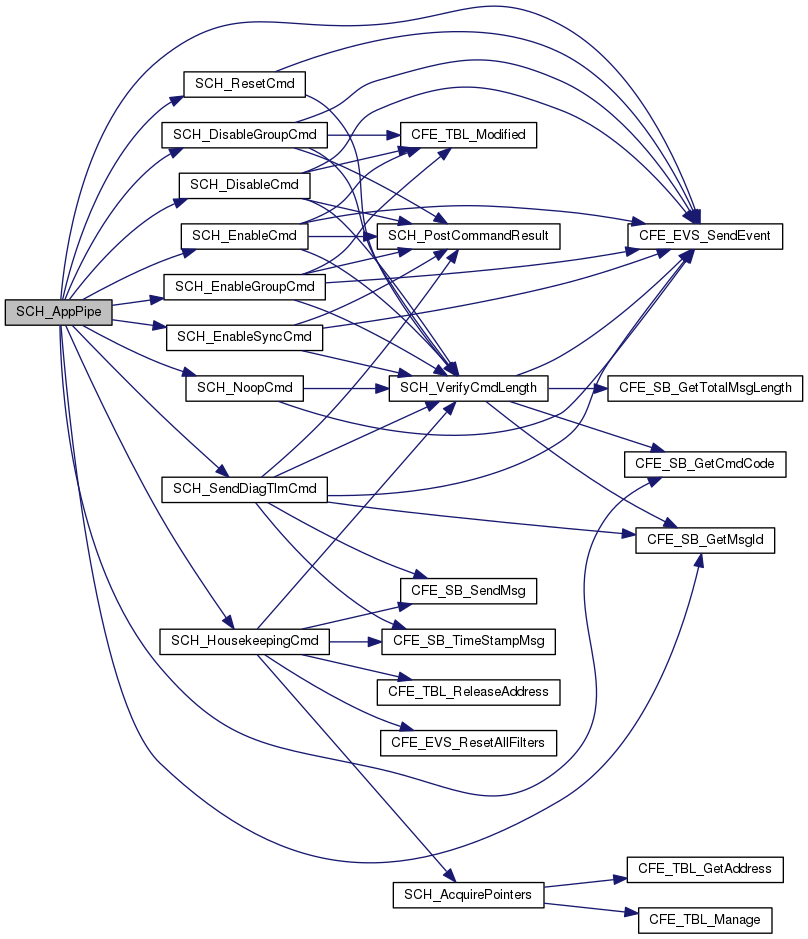 SCH_ResetCmd
SCH_DisableGroupCmd
CFE_TBL_Modified
SCH_DisableCmd
SCH_EnableCmd
SCH_PostCommandResult
CFE_EVS_SendEvent
SCH_EnableGroupCmd
SCH_AppPipe
SCH_EnableSyncCmd
SCH_NoopCmd
SCH_VerifyCmdLength
CFE_SB_GetTotalMsgLength
CFE_SB_GetCmdCode
SCH_SendDiagTlmCmd
CFE_SB_GetMsgId
CFE_SB_SendMsg
SCH_HousekeepingCmd
CFE_SB_TimeStampMsg
CFE_TBL_ReleaseAddress
CFE_EVS_ResetAllFilters
CFE_TBL_GetAddress
SCH_AcquirePointers
CFE_TBL_Manage